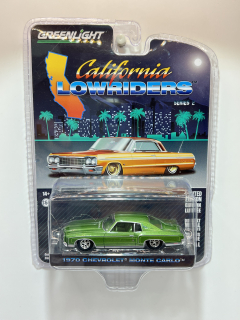 GREENLIGHT
California
LOWRIDERS
SERIES 2
1970 CHEVROLET MONTE CARLO